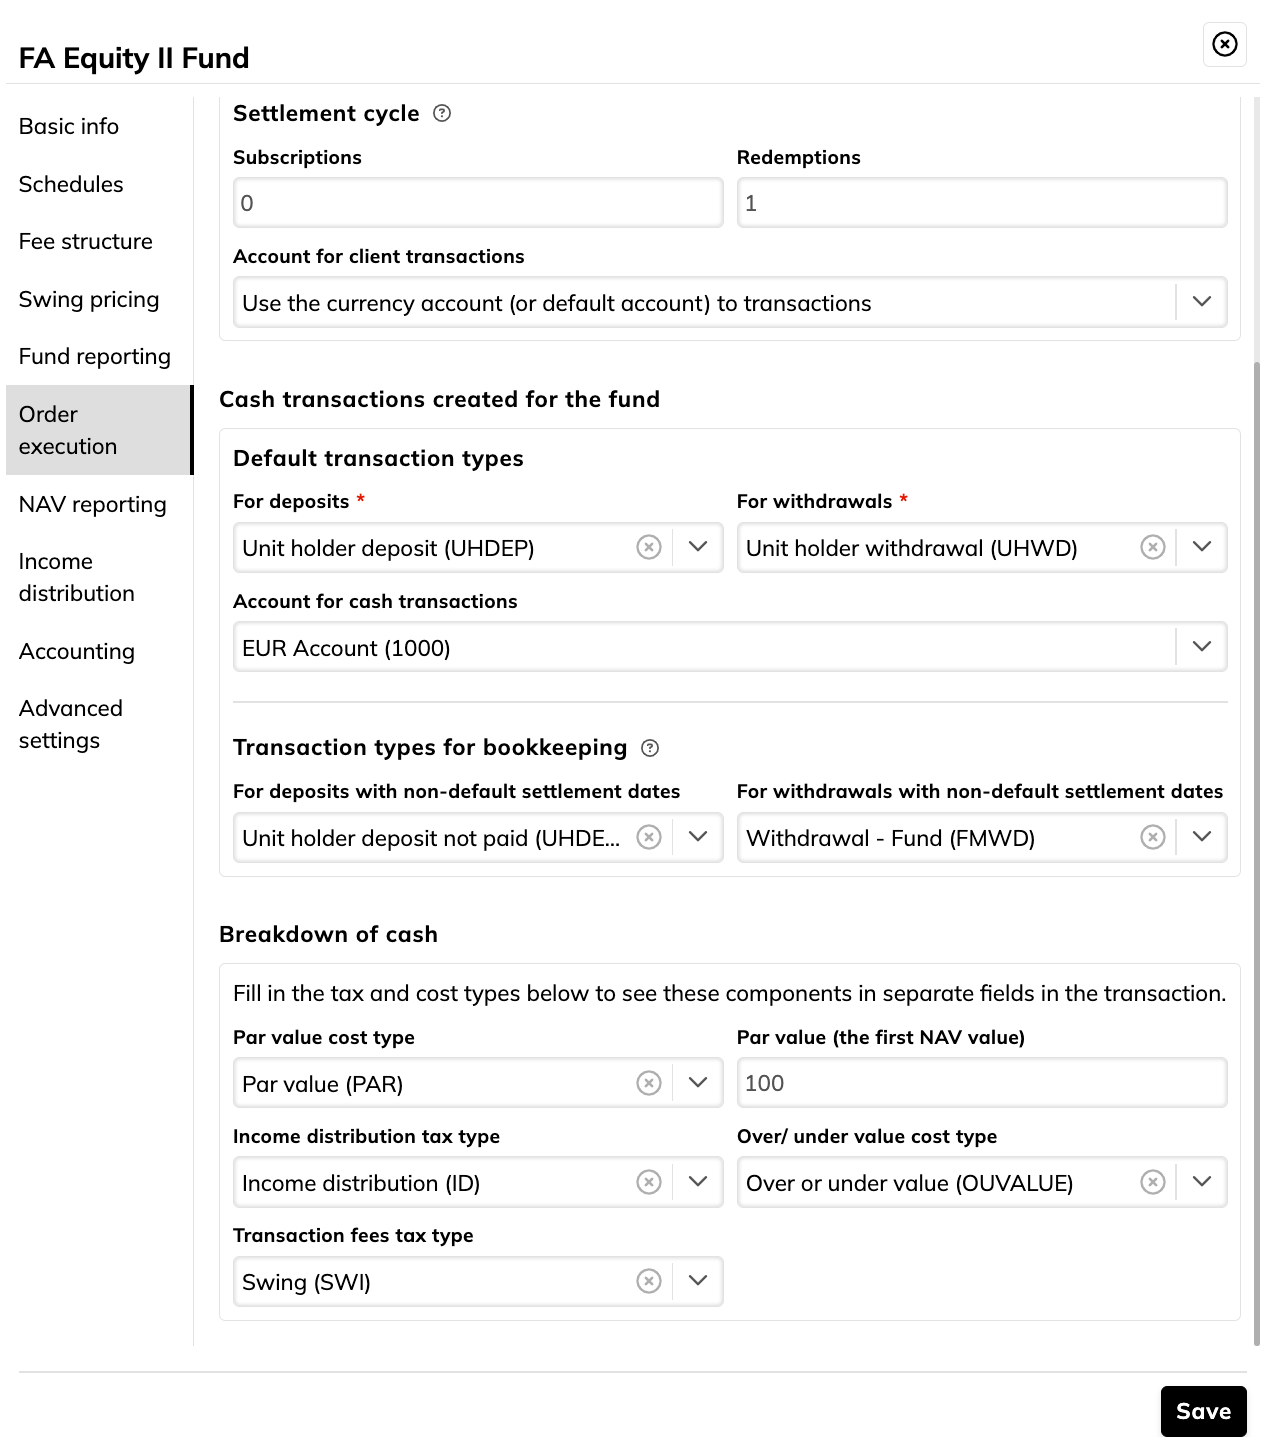 FA Equity II Fund
Basic info
Schedules
Fee structure
Swing pricing
Fund reporting
Order
execution
NAV reporting
Income
distribution
Accounting
Advanced
settings
Settlement cycle
Subscriptions
Redemptions
0
1
Account for client transactions
Use the currency account (or default account) to transactions
Cash transactions created for the fund
Default transaction types
For deposits *
For withdrawals *
Unit holder deposit (UHDEP)
Unit holder withdrawal (UHWD)
Account for cash transactions
EUR Account (1000)
Transaction types for bookkeeping
For deposits with non-default settlement dates
For withdrawals with non-default settlement dates
Unit holder deposit not paid (UHDE...
Withdrawal - Fund (FMWD)
Breakdown of cash
Fill in the tax and cost types below to see these components in separate fields in the transaction.
Par value cost type
Par value (the first NAV value)
Par value (PAR)
100
Income distribution tax type
Over/ under value cost type
Income distribution (ID)
Over or under value (OUVALUE)
Transaction fees tax type
Swing (SWI)
Save